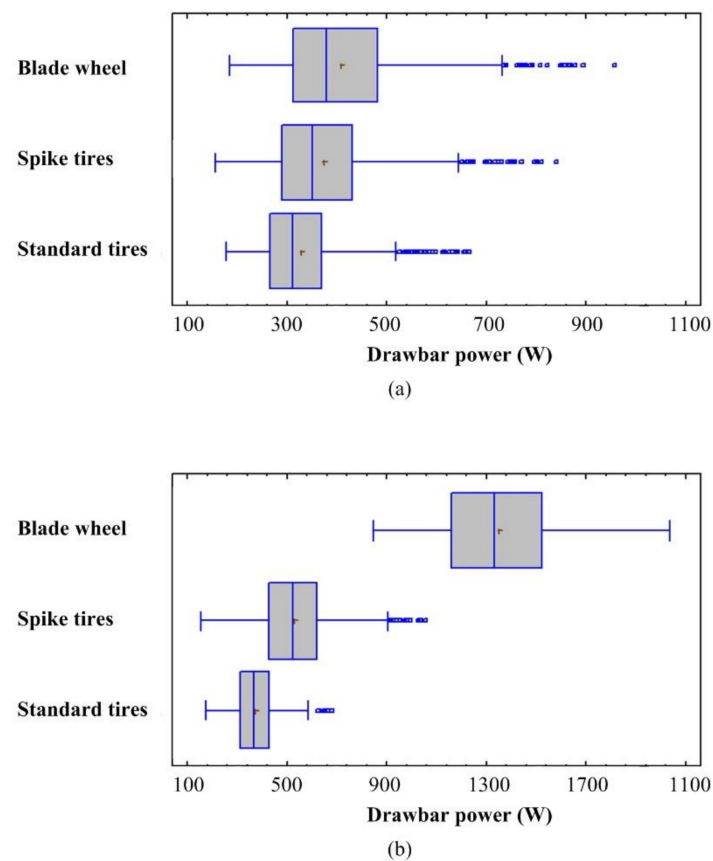 Blade wheel
Spike tires
Standard tires
100 300 500 700 900 1100
Drawbar power (W)
(a)
Blade wheel
Spike tires
Standard tires
100 500 900 1300 1700 1100
Drawbar power (W)
(b)